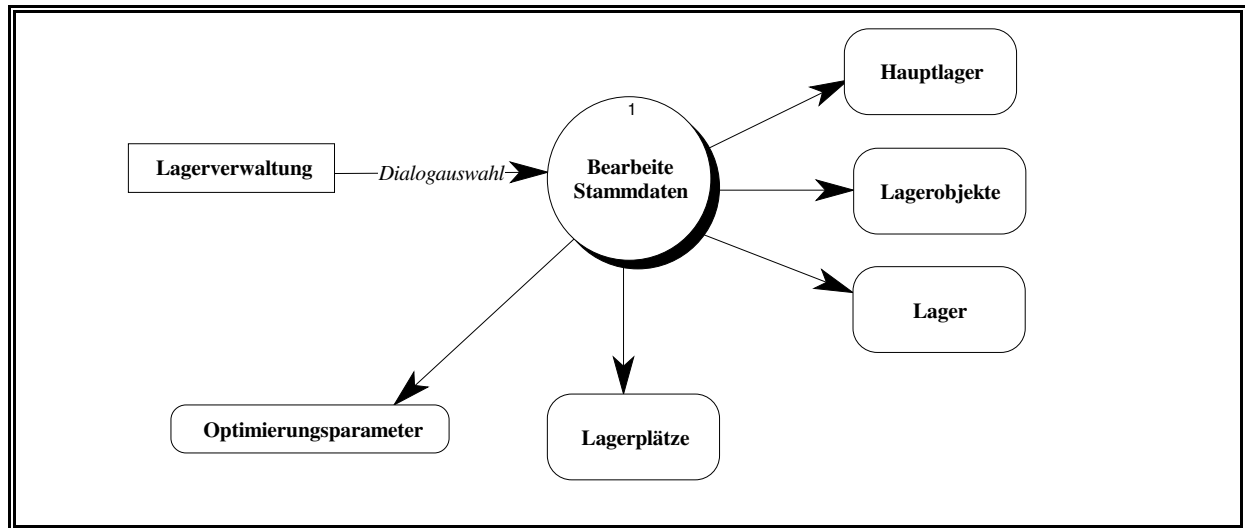 Hauptlager
1
Lagerverwaltung
Dialogauswahl
Bearbeite
Stammdaten
Lagerobjekte
Lager
Optimierungsparameter
Lagerplätze